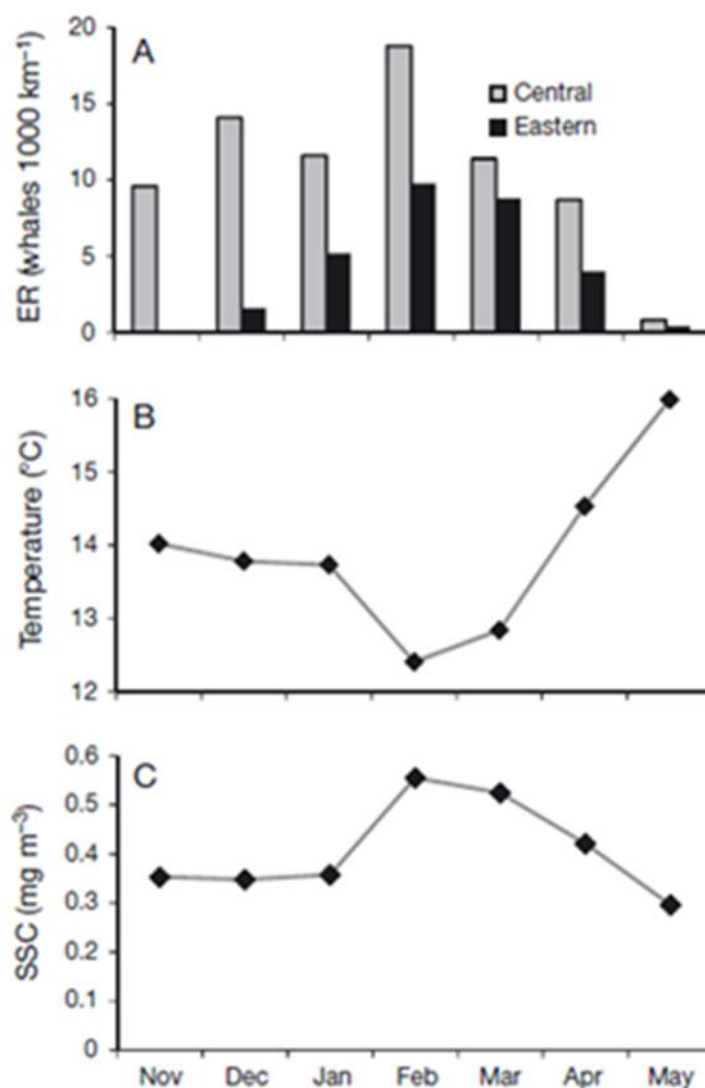 A
20
15
10
5
0
ER (whales 1000 km⁻¹)
Central
Eastern
B
16
15
14
13
12
Temperature (°C)
C
0.6
0.5
0.4
0.3
0.2
0.1
0
SSC (mg m⁻³)
Nov Dec Jan Feb Mar Apr May